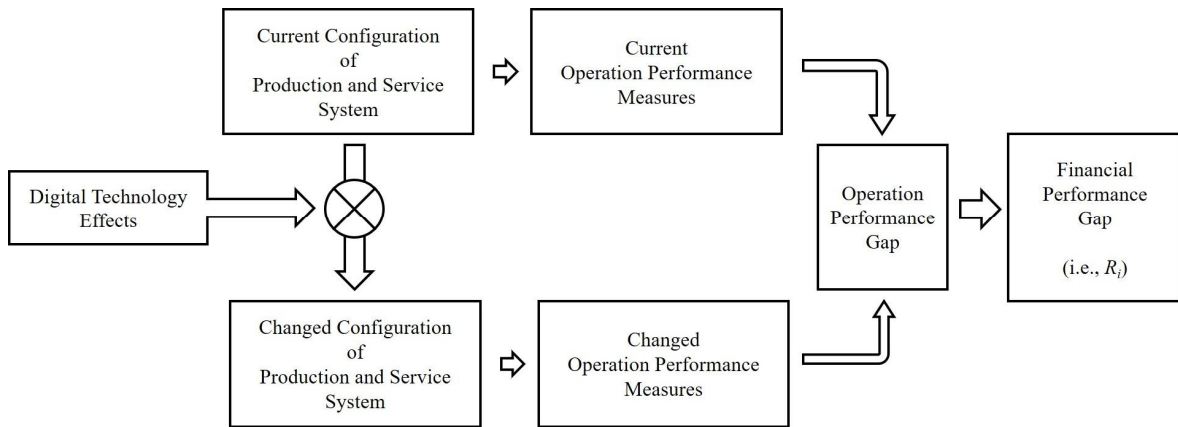 Current Configuration
of
Production and Service
System
Current
Operation Performance
Measures
Digital Technology
Effects
Operation
Performance
Gap
Financial
Performance
Gap
(i.e., Rᵢ)
Changed Configuration
of
Production and Service
System
Changed
Operation Performance
Measures